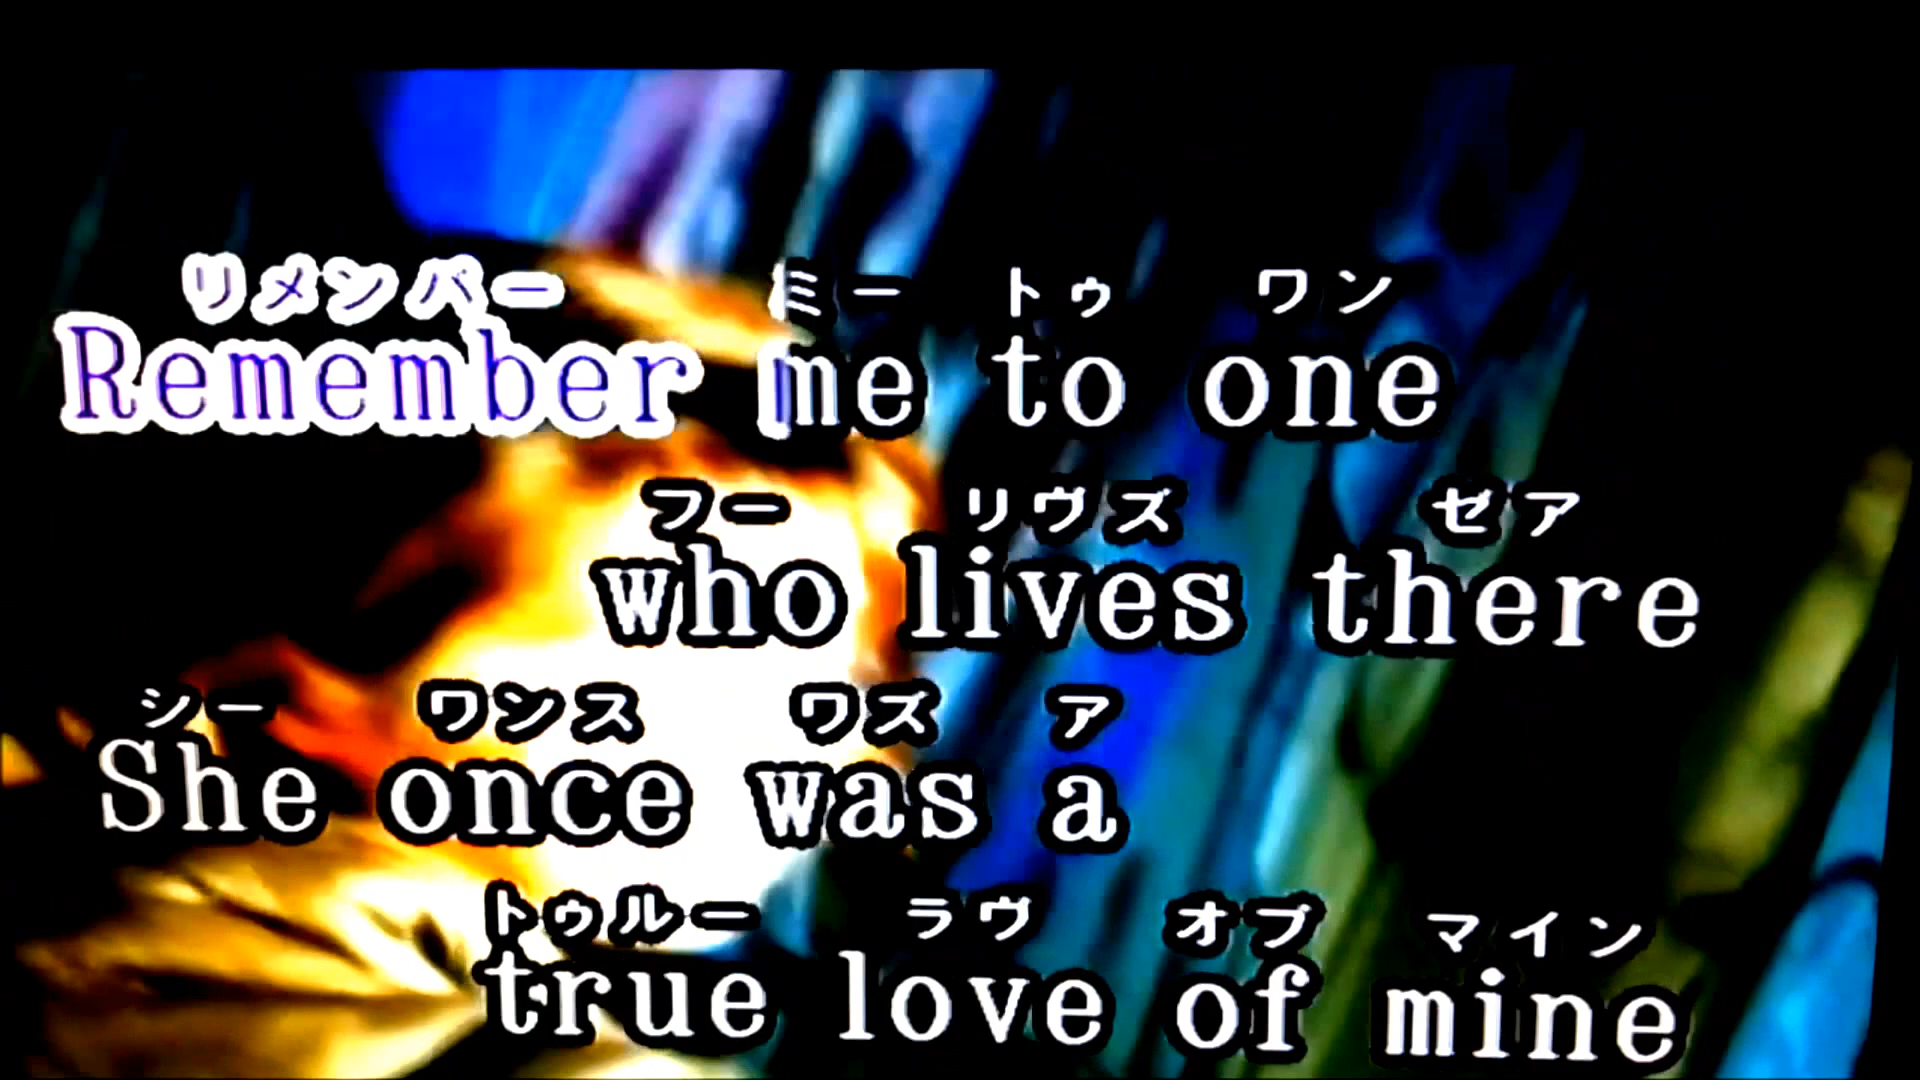 リメンバー ミー トゥ ワン
Remember me to one
フー リヴズ ゼア
who lives there
シー ワンス ワズ ア
She once was a
トゥルー ラヴ オブ マイン
true love of mine